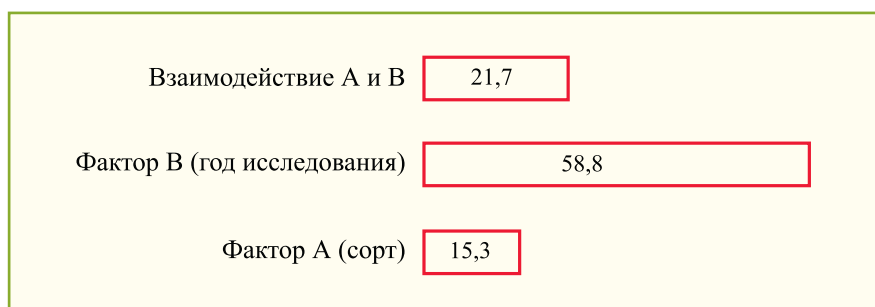 Взаимодействие А и В 21,7
Фактор В (год исследования) 58,8
Фактор А (сорт) 15,3